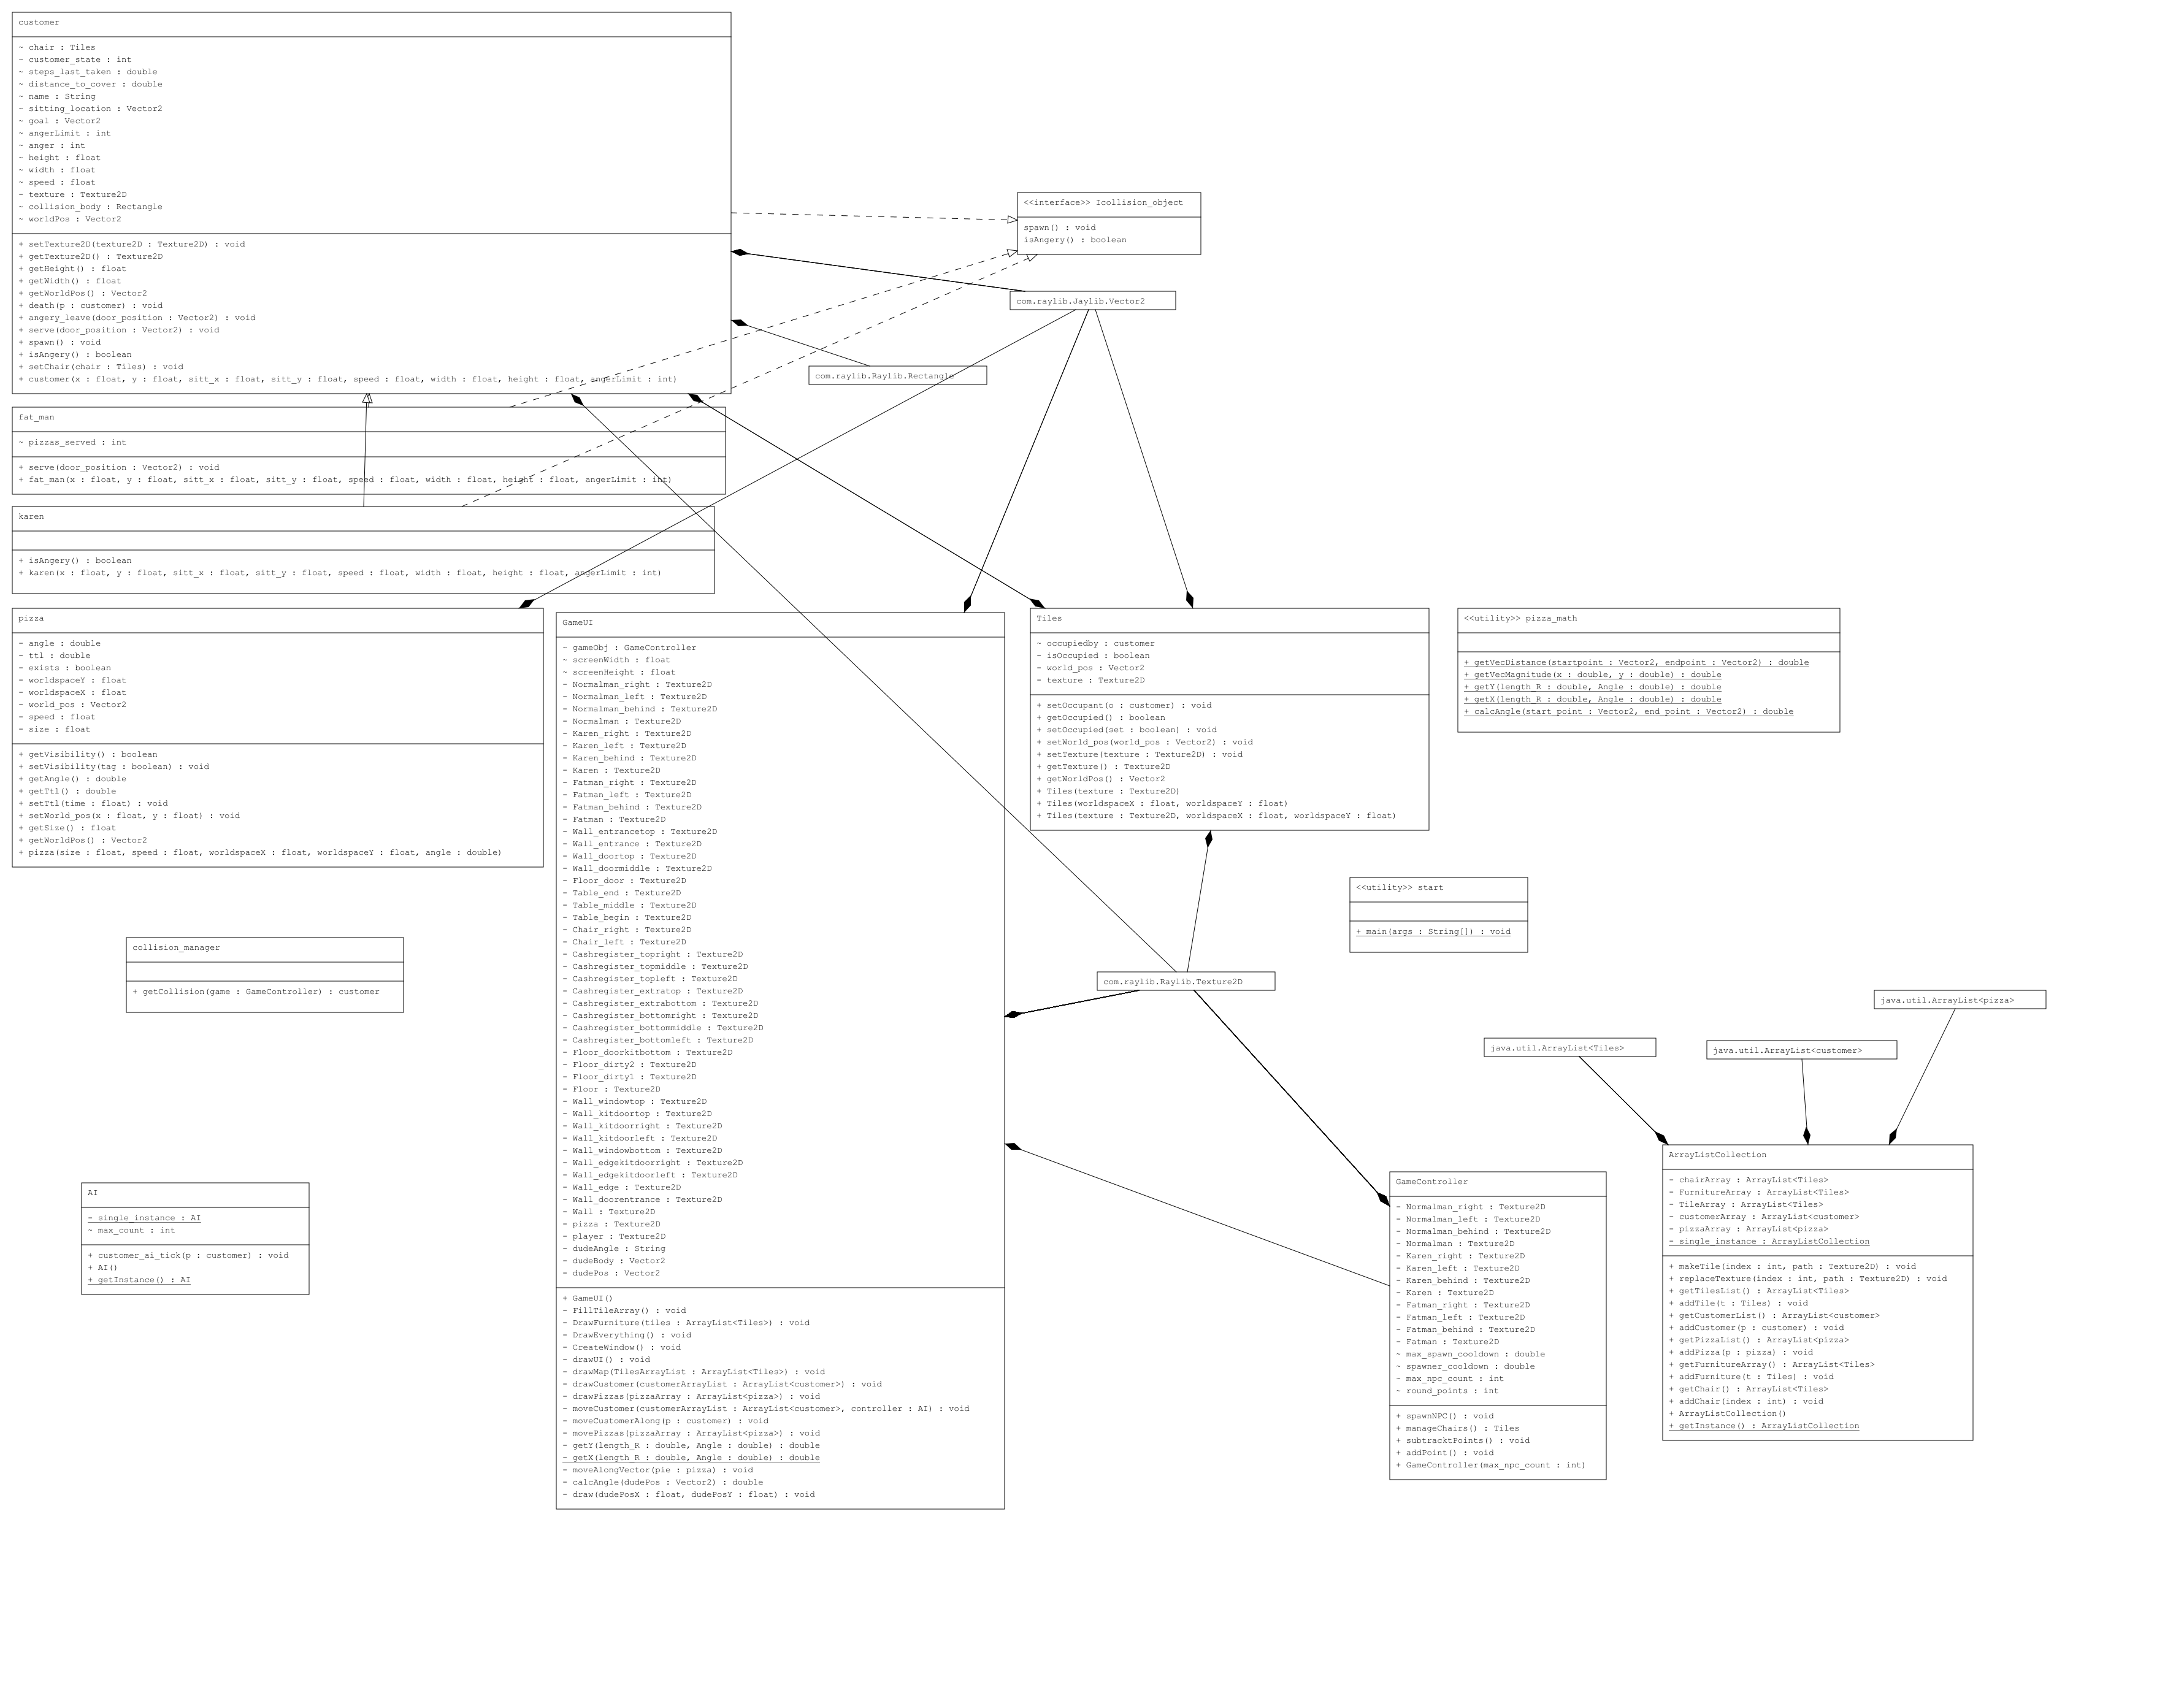 customer
~ chair : Tiles
~ customer_state : int
~ steps_last_taken : double
~ distance_to_cover : double
~ name : String
~ sitting_location : Vector2
~ goal : Vector2
~ angerLimit : int
~ anger : int
~ height : float
~ width : float
~ speed : float
- texture : Texture2D
~ collision_body : Rectangle
~ worldPos : Vector2
+ setTexture2D(texture2D : Texture2D) : void
+ getTexture2D() : Texture2D
+ getHeight() : float
+ getWidth() : float
+ getWorldPos() : Vector2
+ death(p : customer) : void
+ angery_leave(door_position : Vector2) : void
+ serve(door_position : Vector2) : void
+ spawn() : void
+ isAngery() : boolean
+ setChair(chair : Tiles) : void
+ customer(x : float, y : float, sitt_x : float, sitt_y : float, speed : float, width : float, height : float, angerLimit : int)
<<interface>> Icollision_object
spawn() : void
isAngery() : boolean
com.raylib.Jaylib.Vector2
com.raylib.Raylib.Rectangle
fat_man
~ pizzas_served : int
+ serve(door_position : Vector2) : void
+ fat_man(x : float, y : float, sitt_x : float, sitt_y : float, speed : float, width : float, height : float, angerLimit : int)
karen
+ isAngery() : boolean
+ karen(x : float, y : float, sitt_x : float, sitt_y : float, speed : float, width : float, height : float, angerLimit : int)
pizza
- angle : double
- ttl : double
- exists : boolean
- worldspaceY : float
- worldspaceX : float
- world_pos : Vector2
- speed : float
- size : float
+ getVisibility() : boolean
+ setVisibility(tag : boolean) : void
+ getAngle() : double
+ getTtl() : double
+ setTtl(time : float) : void
+ setWorld_pos(x : float, y : float) : void
+ getSize() : float
+ getWorldPos() : Vector2
+ pizza(size : float, speed : float, worldspaceX : float, worldspaceY : float, angle : double)
GameUI
~ gameObj : GameController
~ screenWidth : float
~ screenHeight : float
- Normalman_right : Texture2D
- Normalman_left : Texture2D
- Normalman_behind : Texture2D
- Normalman : Texture2D
- Karen_right : Texture2D
- Karen_left : Texture2D
- Karen_behind : Texture2D
- Karen : Texture2D
- Fatman_right : Texture2D
- Fatman_left : Texture2D
- Fatman_behind : Texture2D
- Fatman : Texture2D
- Wall_entrancetop : Texture2D
- Wall_entrance : Texture2D
- Wall_doortop : Texture2D
- Wall_doormiddle : Texture2D
- Floor_door : Texture2D
- Table_end : Texture2D
- Table_middle : Texture2D
- Table_begin : Texture2D
- Chair_right : Texture2D
- Chair_left : Texture2D
- Cashregister_topright : Texture2D
- Cashregister_topmiddle : Texture2D
- Cashregister_topleft : Texture2D
- Cashregister_extratop : Texture2D
- Cashregister_extrabottom : Texture2D
- Cashregister_bottomright : Texture2D
- Cashregister_bottommiddle : Texture2D
- Cashregister_bottomleft : Texture2D
- Floor_doorkitbottom : Texture2D
- Floor_dirty2 : Texture2D
- Floor_dirty1 : Texture2D
- Floor : Texture2D
- Wall_windowtop : Texture2D
- Wall_kitdoortop : Texture2D
- Wall_kitdoorright : Texture2D
- Wall_kitdoorleft : Texture2D
- Wall_windowbottom : Texture2D
- Wall_edgekitdoorright : Texture2D
- Wall_edgekitdoorleft : Texture2D
- Wall_edge : Texture2D
- Wall_doorentrance : Texture2D
- Wall : Texture2D
- pizza : Texture2D
- player : Texture2D
- dudeAngle : String
- dudeBody : Vector2
- dudePos : Vector2
+ GameUI()
- FillTileArray() : void
- DrawFurniture(tiles : ArrayList<Tiles>) : void
- DrawEverything() : void
- CreateWindow() : void
- drawUI() : void
- drawMap(TilesArrayList : ArrayList<Tiles>) : void
- drawCustomer(customerArrayList : ArrayList<customer>) : void
- drawPizzas(pizzaArray : ArrayList<pizza>) : void
- moveCustomer(customerArrayList : ArrayList<customer>, controller : AI) : void
- moveCustomerAlong(p : customer) : void
- movePizzas(pizzaArray : ArrayList<pizza>) : void
- getY(length_R : double, Angle : double) : double
- getX(length_R : double, Angle : double) : double
- moveAlongVector(pie : pizza) : void
- calcAngle(dudePos : Vector2) : double
- draw(dudePosX : float, dudePosY : float) : void
Tiles
~ occupiedby : customer
- isOccupied : boolean
- world_pos : Vector2
- texture : Texture2D
+ setOccupant(o : customer) : void
+ getOccupied() : boolean
+ setOccupied(set : boolean) : void
+ setWorld_pos(world_pos : Vector2) : void
+ setTexture(texture : Texture2D) : void
+ getTexture() : Texture2D
+ getWorldPos() : Vector2
+ Tiles(texture : Texture2D)
+ Tiles(worldspaceX : float, worldspaceY : float)
+ Tiles(texture : Texture2D, worldspaceX : float, worldspaceY : float)
<<utility>> pizza_math
+ getVecDistance(startpoint : Vector2, endpoint : Vector2) : double
+ getVecMagnitude(x : double, y : double) : double
+ getY(length_R : double, Angle : double) : double
+ getX(length_R : double, Angle : double) : double
+ calcAngle(start_point : Vector2, end_point : Vector2) : double
<<utility>> start
+ main(args : String[]) : void
collision_manager
+ getCollision(game : GameController) : customer
com.raylib.Raylib.Texture2D
java.util.ArrayList<pizza>
java.util.ArrayList<Tiles>
java.util.ArrayList<customer>
AI
- single_instance : AI
~ max_count : int
+ customer_ai_tick(p : customer) : void
+ AI()
+ getInstance() : AI
GameController
- Normalman_right : Texture2D
- Normalman_left : Texture2D
- Normalman_behind : Texture2D
- Normalman : Texture2D
- Karen_right : Texture2D
- Karen_left : Texture2D
- Karen_behind : Texture2D
- Karen : Texture2D
- Fatman_right : Texture2D
- Fatman_left : Texture2D
- Fatman_behind : Texture2D
- Fatman : Texture2D
~ max_spawn_cooldown : double
~ spawner_cooldown : double
~ max_npc_count : int
~ round_points : int
+ spawnNPC() : void
+ manageChairs() : Tiles
+ subtracktPoints() : void
+ addPoint() : void
+ GameController(max_npc_count : int)
ArrayListCollection
- chairArray : ArrayList<Tiles>
- FurnitureArray : ArrayList<Tiles>
- TileArray : ArrayList<Tiles>
- customerArray : ArrayList<customer>
- pizzaArray : ArrayList<pizza>
- single_instance : ArrayListCollection
+ makeTile(index : int, path : Texture2D) : void
+ replaceTexture(index : int, path : Texture2D) : void
+ getTilesList() : ArrayList<Tiles>
+ addTile(t : Tiles) : void
+ getCustomerList() : ArrayList<customer>
+ addCustomer(p : customer) : void
+ getPizzaList() : ArrayList<pizza>
+ addPizza(p : pizza) : void
+ getFurnitureArray() : ArrayList<Tiles>
+ addFurniture(t : Tiles) : void
+ getChair() : ArrayList<Tiles>
+ addChair(index : int) : void
+ ArrayListCollection()
+ getInstance() : ArrayListCollection